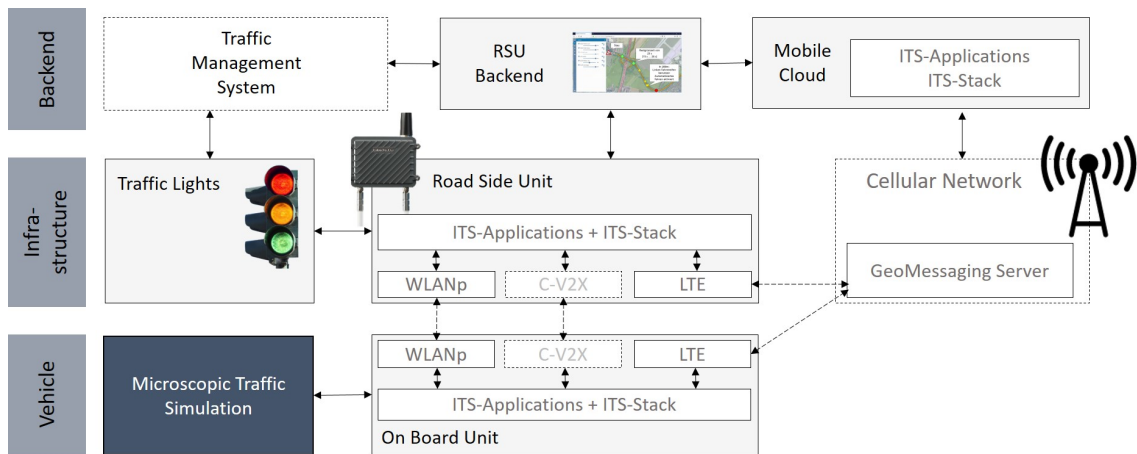 Backend
Traffic
Management
System
RSU
Backend
Mobile
Cloud
ITS-Applications
ITS-Stack
Infra-
structure
Traffic Lights
Road Side Unit
ITS-Applications + ITS-Stack
WLANp
C-V2X
LTE
Cellular Network
GeoMessaging Server
Vehicle
Microscopic Traffic
Simulation
WLANp
C-V2X
LTE
ITS-Applications + ITS-Stack
On Board Unit